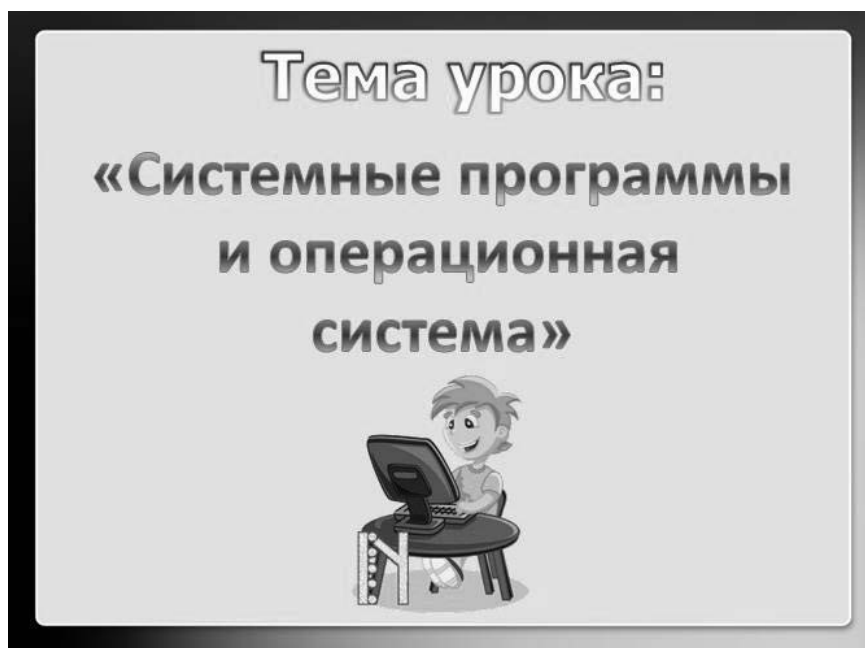 Тема урока:
«Системные программы
и операционная
система»